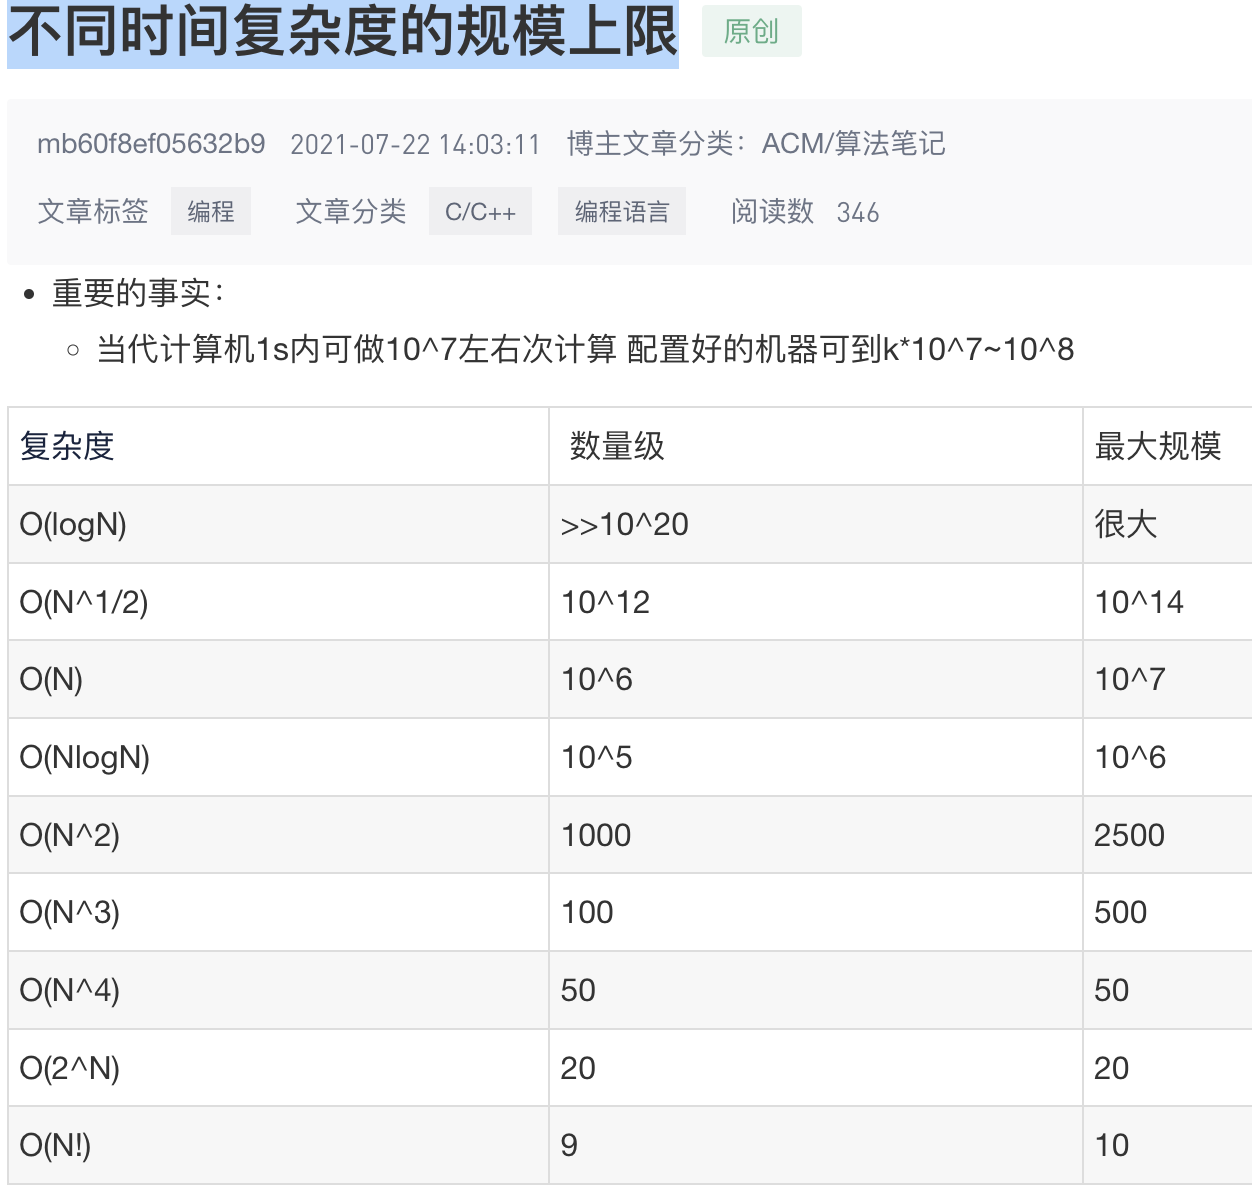 不同时间复杂度的规模上限 原创
mb60f8ef05632b9 2021-07-22 14:03:11 博主文章分类：ACM/算法笔记
文章标签 编程 文章分类 C/C++ 编程语言 阅读数 346
• 重要的事实：
○ 当代计算机1s内可做10^7左右次计算 配置好的机器可到k*10^7~10^8
复杂度 数量级 最大规模
O(logN) >>10^20 很大
O(N^1/2) 10^12 10^14
O(N) 10^6 10^7
O(NlogN) 10^5 10^6
O(N^2) 1000 2500
O(N^3) 100 500
O(N^4) 50 50
O(2^N) 20 20
O(N!) 9 10